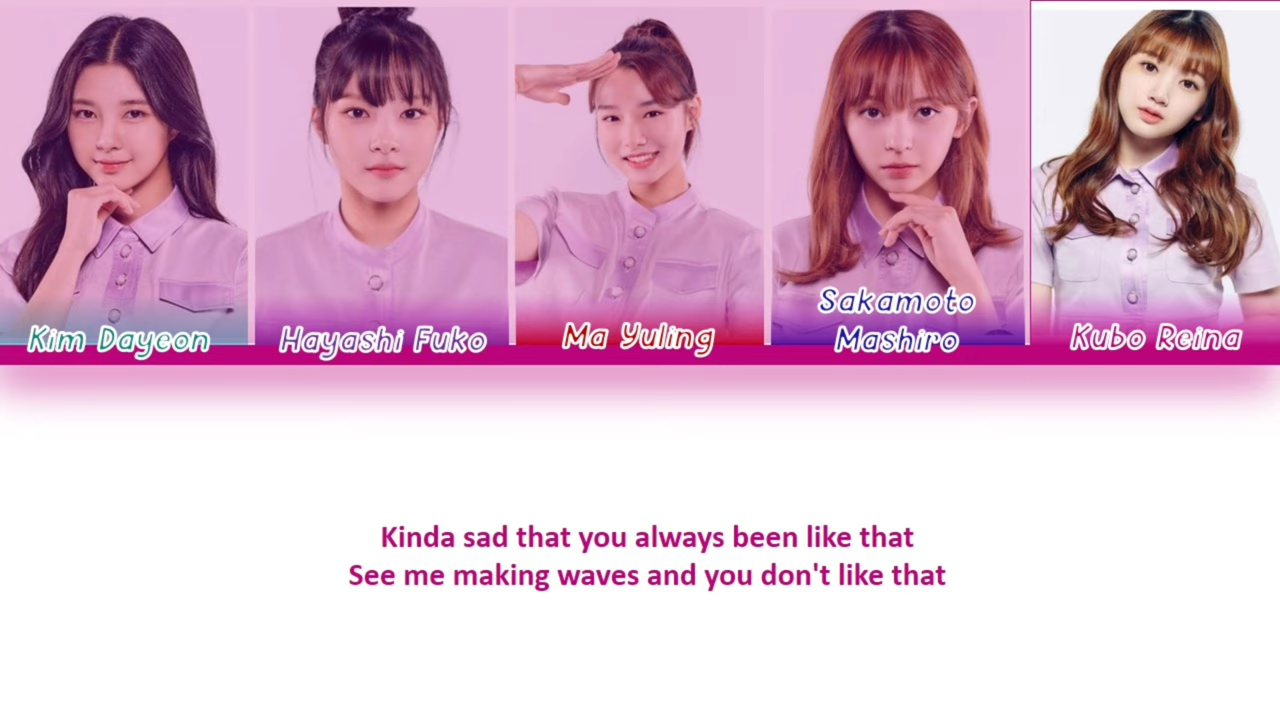 Kim Dayeon
Hayashi Fuko
Ma Yuling
Sakamoto
Mashiro
Kubo Reina
Kinda sad that you always been like that
See me making waves and you don't like that